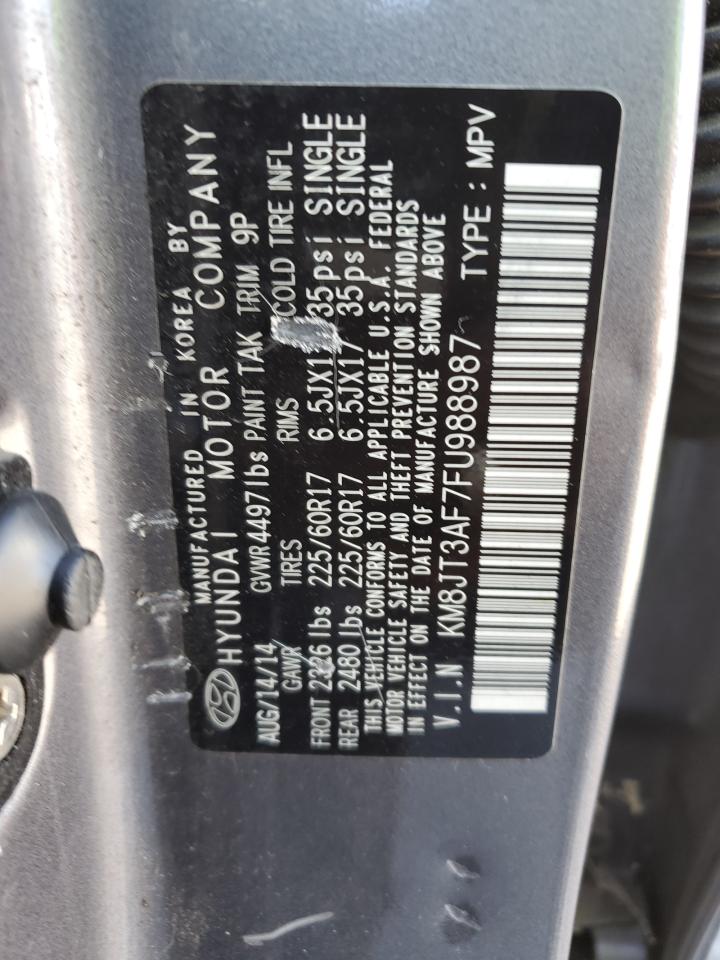 MANUFACTURED IN KOREA BY
HYUNDAI MOTOR COMPANY
AUG/14/14 GVWR 4497lbs PAINT TAK TRIM 9P
GAWR TIRES RIMS COLD TIRE INFL
FRONT 2326lbs 225/60R17 6.5JX17 35psi SINGLE
REAR 2480lbs 225/60R17 6.5JX17 35psi SINGLE
THIS VEHICLE CONFORMS TO ALL APPLICABLE U.S.A. FEDERAL
MOTOR VEHICLE SAFETY AND THEFT PREVENTION STANDARDS
IN EFFECT ON THE DATE OF MANUFACTURE SHOWN ABOVE
V.I.N KM8JT3AF7FU988987 TYPE : MPV